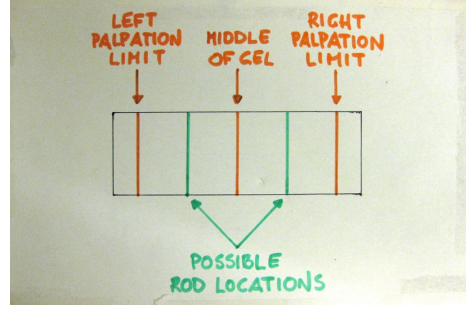 LEFT
PALPATION
LIMIT
MIDDLE
OF GEL
RIGHT
PALPATION
LIMIT
POSSIBLE
ROD LOCATIONS